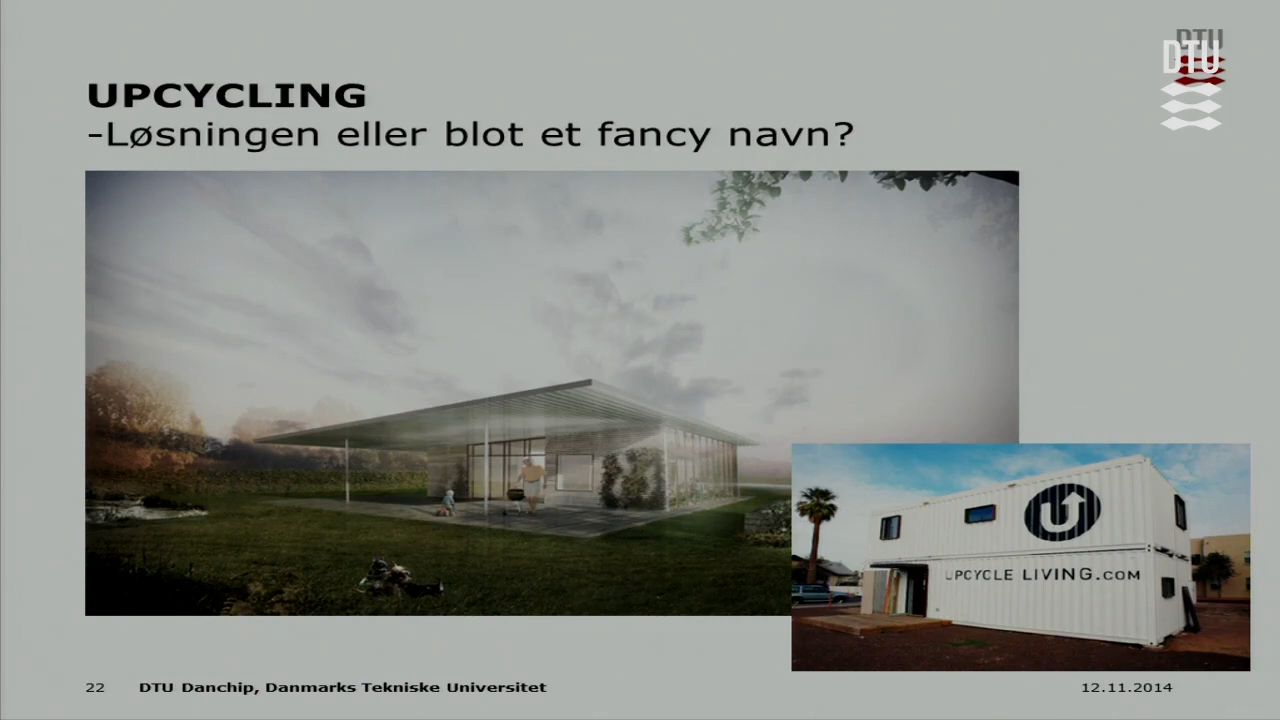 DTU
DTU
UPCYCLING
-Løsningen eller blot et fancy navn?
UPCYCLE LIVING.COM
22 DTU Danchip, Danmarks Tekniske Universitet 12.11.2014